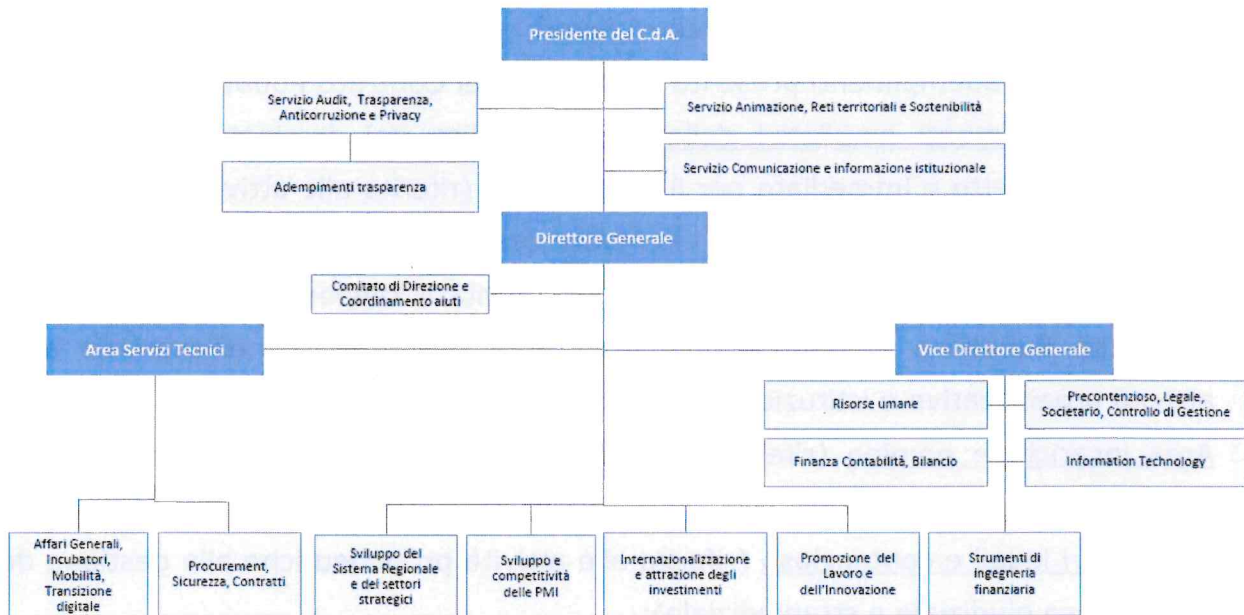 Presidente del C.d.A.
Servizio Audit, Trasparenza,
Anticorruzione e Privacy
Servizio Animazione, Reti territoriali e Sostenibilità
Adempimenti trasparenza
Servizio Comunicazione e informazione istituzionale
Direttore Generale
Comitato di Direzione e
Coordinamento aiuti
Area Servizi Tecnici
Vice Direttore Generale
Risorse umane
Precontenzioso, Legale,
Societario, Controllo di Gestione
Finanza Contabilità, Bilancio
Information Technology
Affari Generali,
Incubator,
Mobilità,
Transizione
digitale
Procurement,
Sicurezza, Contratti
Sviluppo del
Sistema Regionale
e dei settori
strategici
Sviluppo e
competitività
delle PMI
Internazionalizzazione
e attrazione degli
investimenti
Promozione del
Lavoro e
dell'Innovazione
Strumenti di
ingegneria
finanziaria